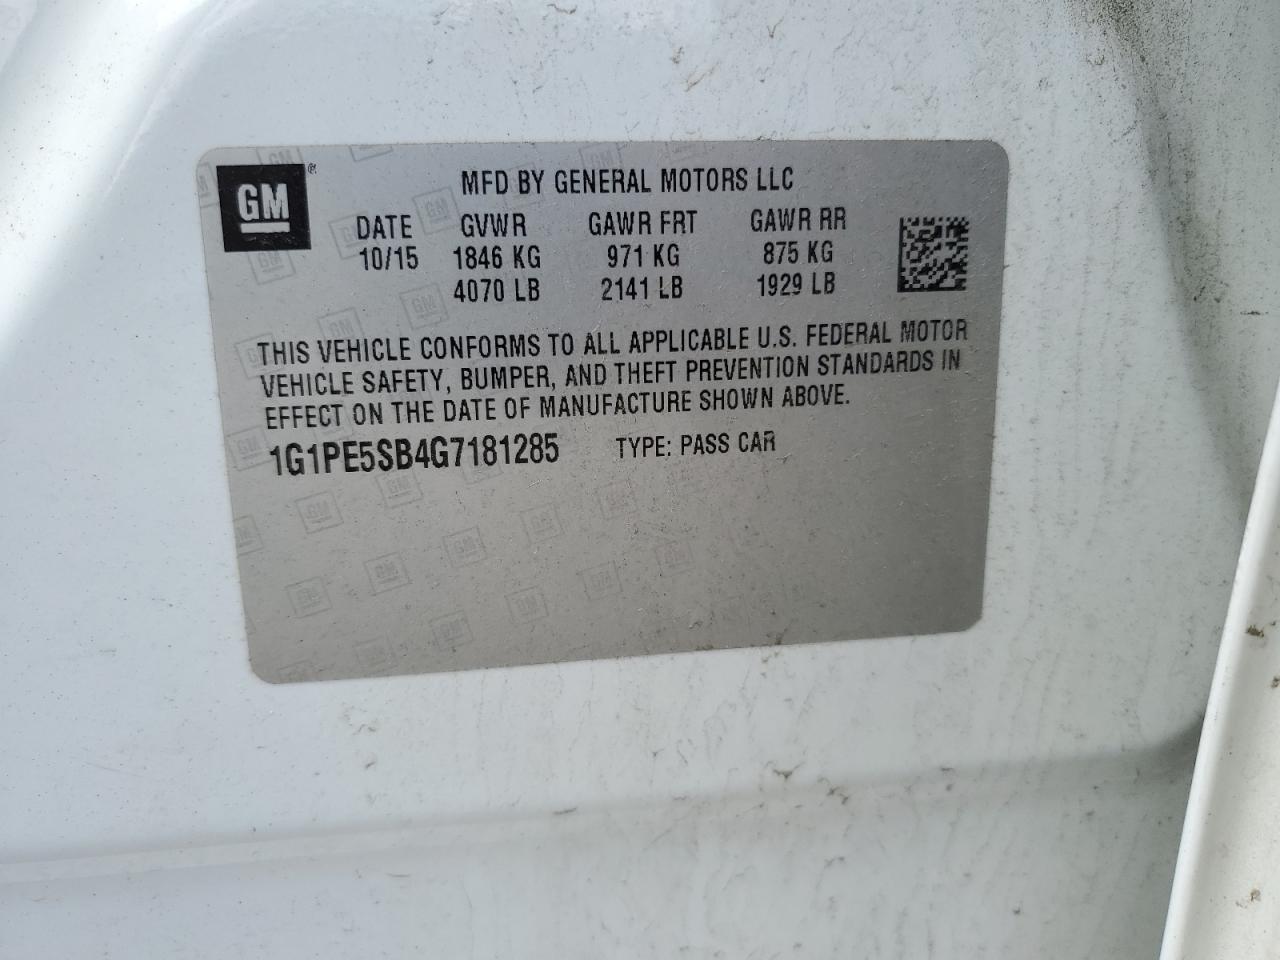 GM®
MFD BY GENERAL MOTORS LLC
DATE GVWR GAWR FRT GAWR RR
10/15 1846 KG 971 KG 875 KG
4070 LB 2141 LB 1929 LB
THIS VEHICLE CONFORMS TO ALL APPLICABLE U.S. FEDERAL MOTOR
VEHICLE SAFETY, BUMPER, AND THEFT PREVENTION STANDARDS IN
EFFECT ON THE DATE OF MANUFACTURE SHOWN ABOVE.
1G1PE5SB4G7181285 TYPE: PASS CAR